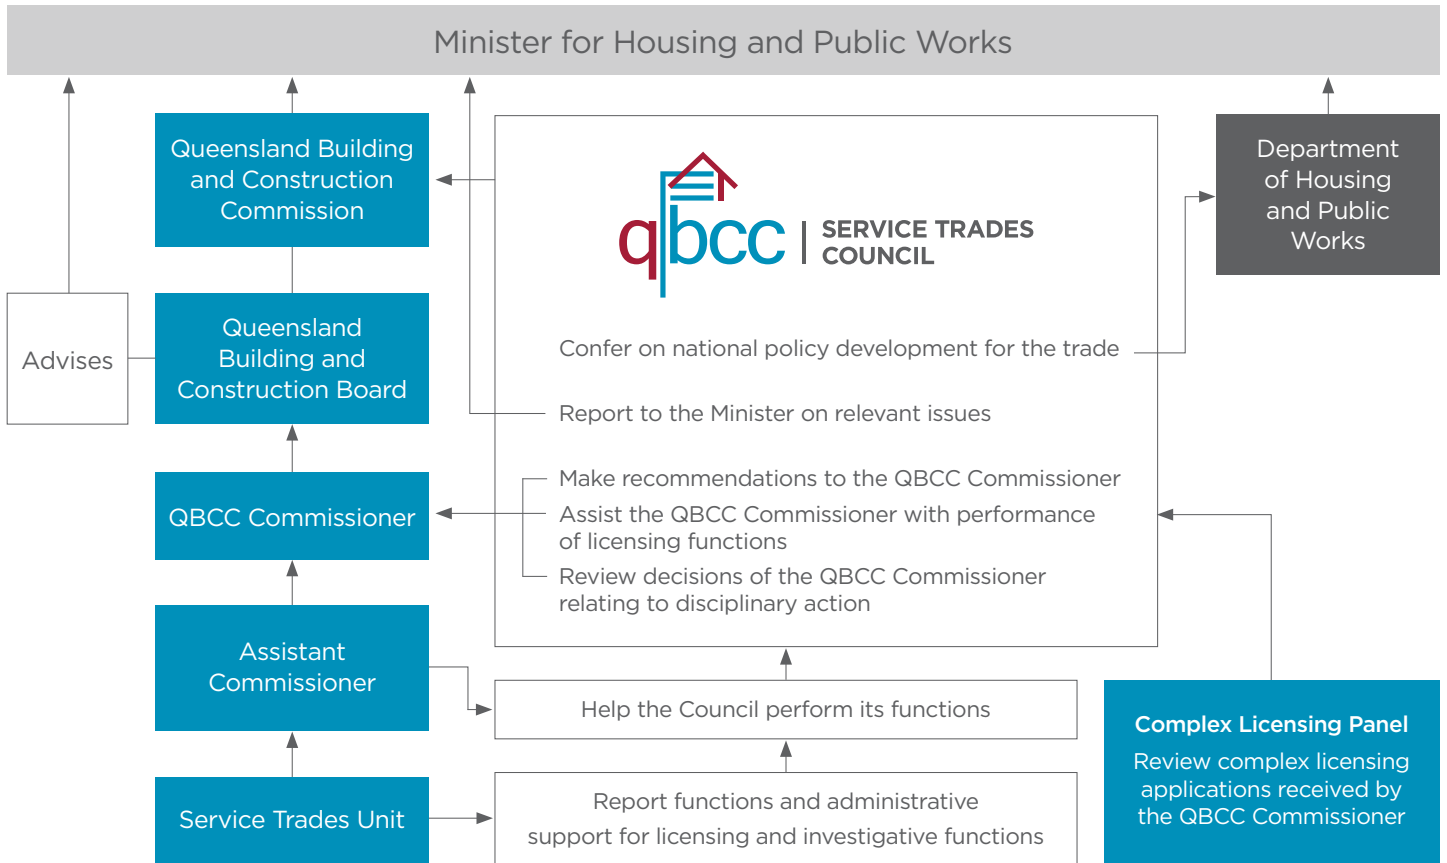 Minister for Housing and Public Works
Queensland Building
and Construction
Commission
qbcc
SERVICE TRADES
COUNCIL
Department
of Housing
and Public
Works
Advises
Queensland
Building and
Construction Board
Confer on national policy development for the trade
Report to the Minister on relevant issues
QBCC Commissioner
Make recommendations to the QBCC Commissioner
Assist the QBCC Commissioner with performance
of licensing functions
Review decisions of the QBCC Commissioner
relating to disciplinary action
Assistant
Commissioner
Help the Council perform its functions
Service Trades Unit
Report functions and administrative
support for licensing and investigative functions
Complex Licensing Panel
Review complex licensing
applications received by
the QBCC Commissioner